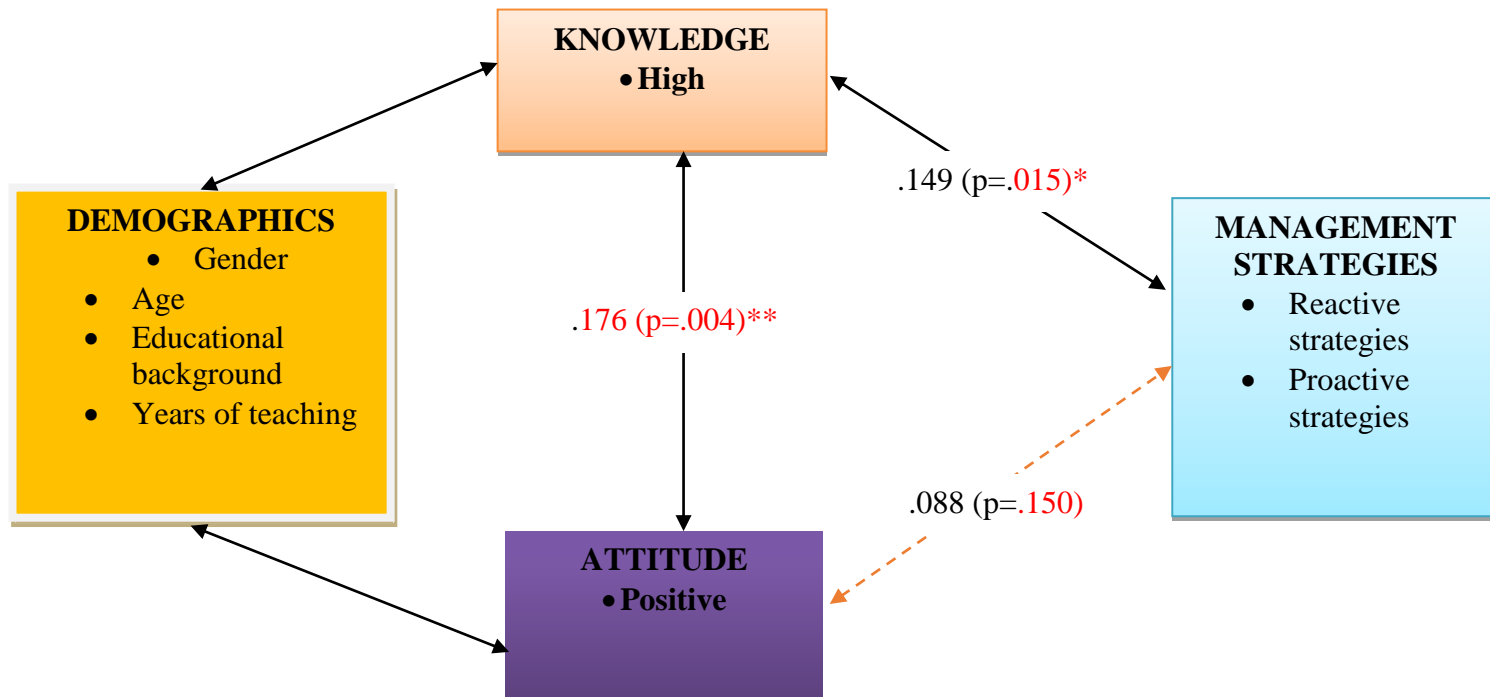 KNOWLEDGE
• High
.149 (p=.015)*
DEMOGRAPHICS
• Gender
• Age
• Educational
background
• Years of teaching
MANAGEMENT
STRATEGIES
• Reactive
strategies
• Proactive
strategies
.176 (p=.004)**
.088 (p=.150)
ATTITUDE
• Positive